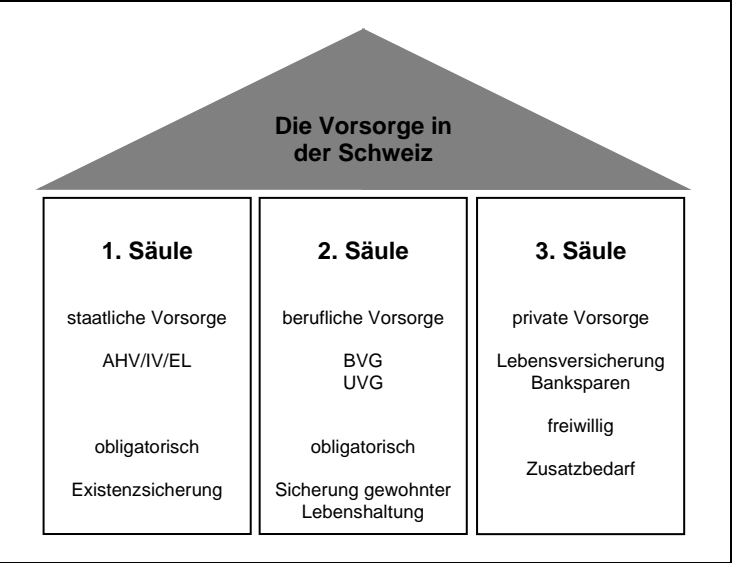 Die Vorsorge in
der Schweiz
1. Säule
staatliche Vorsorge
AHV/IV/EL
obligatorisch
Existenzsicherung
2. Säule
berufliche Vorsorge
BVG
UVG
obligatorisch
Sicherung gewohnter
Lebenshaltung
3. Säule
private Vorsorge
Lebensversicherung
Banksparen
freiwillig
Zusatzbedarf